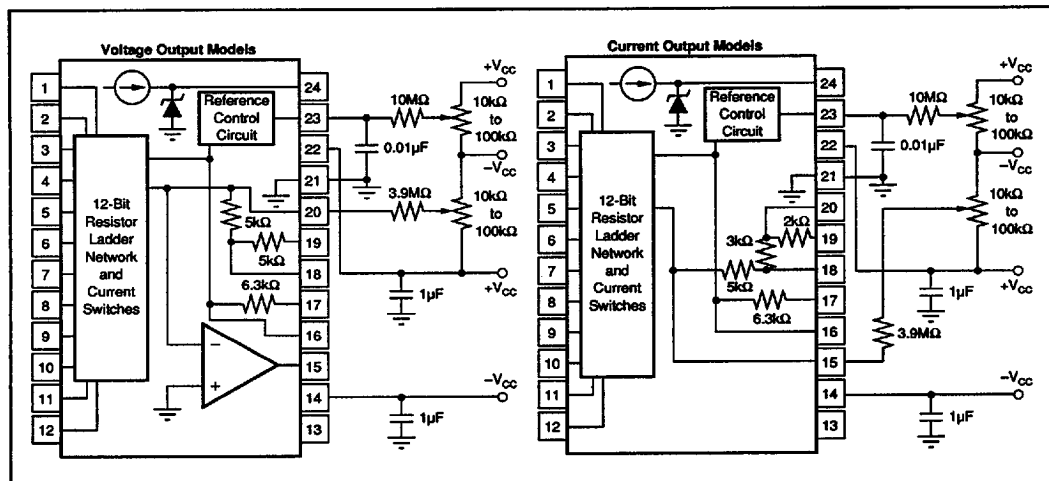 Voltage Output Models
1
2
3
4
5
6
7
8
9
10
11
12
12-Bit
Resistor
Ladder
Network
and
Current
Switches
Reference
Control
Circuit
5kΩ
5kΩ
6.3kΩ
−
+
24
23
22
21
20
19
18
17
16
15
14
13
10MΩ
0.01μF
3.9MΩ
1μF
1μF
+VCC
10kΩ
to
100kΩ
−VCC
10kΩ
to
100kΩ
+VCC
−VCC
Current Output Models
1
2
3
4
5
6
7
8
9
10
11
12
12-Bit
Resistor
Ladder
Network
and
Current
Switches
Reference
Control
Circuit
2kΩ
3kΩ
5kΩ
6.3kΩ
24
23
22
21
20
19
18
17
16
15
14
13
10MΩ
0.01μF
1μF
3.9MΩ
1μF
+VCC
10kΩ
to
100kΩ
−VCC
10kΩ
to
100kΩ
+VCC
−VCC